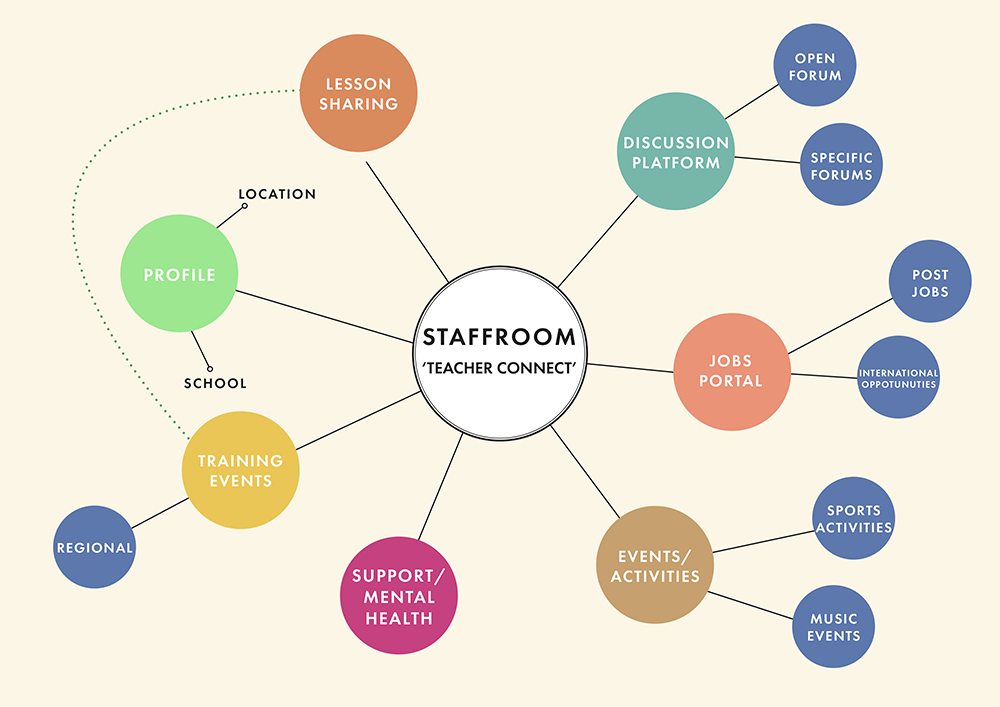 LESSON
SHARING
OPEN
FORUM
DISCUSSION
PLATFORM
SPECIFIC
FORUMS
LOCATION
PROFILE
SCHOOL
STAFFROOM
‘TEACHER CONNECT’
POST
JOBS
JOBS
PORTAL
INTERNATIONAL
OPPOTUNUTIES
TRAINING
EVENTS
REGIONAL
SUPPORT/
MENTAL
HEALTH
EVENTS/
ACTIVITIES
SPORTS
ACTIVITIES
MUSIC
EVENTS